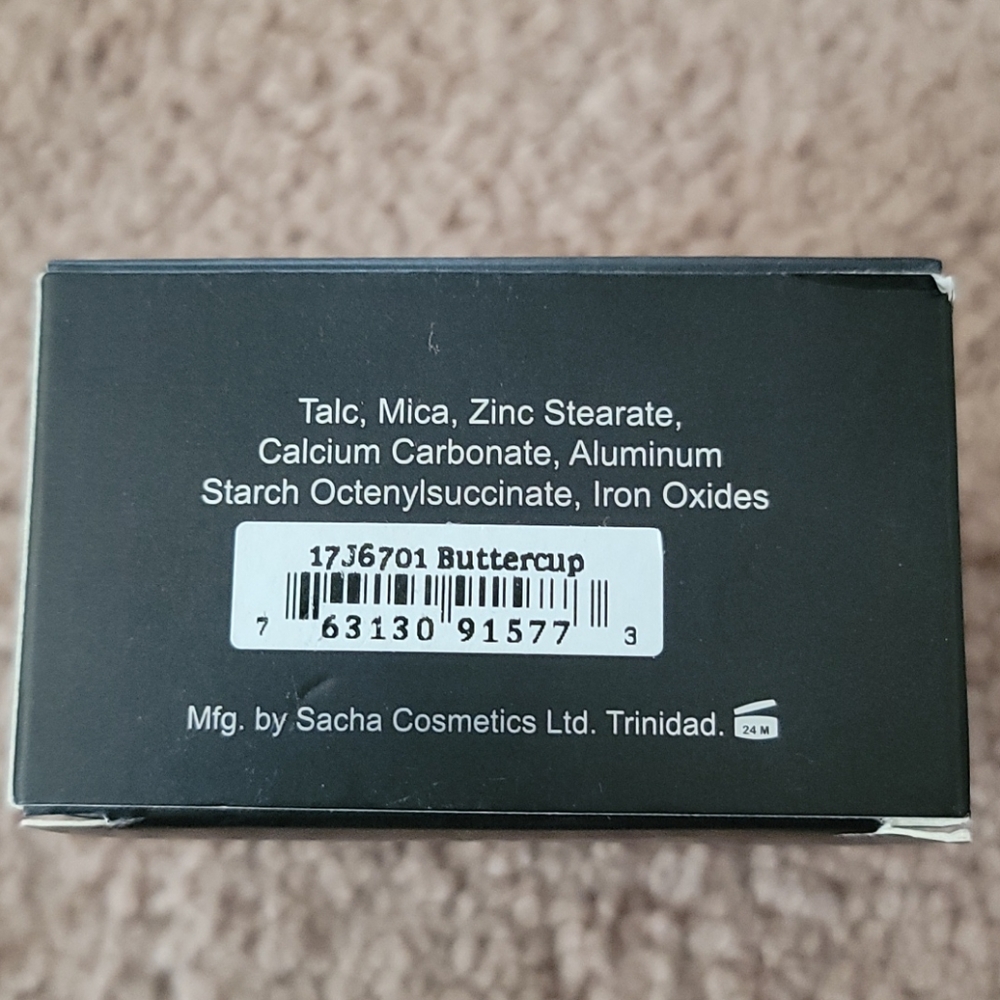 Talc, Mica, Zinc Stearate,
Calcium Carbonate, Aluminum
Starch Octenylsuccinate, Iron Oxides
17J6701 Buttercup
7 63130 91577 3
Mfg. by Sacha Cosmetics Ltd. Trinidad. 24 M